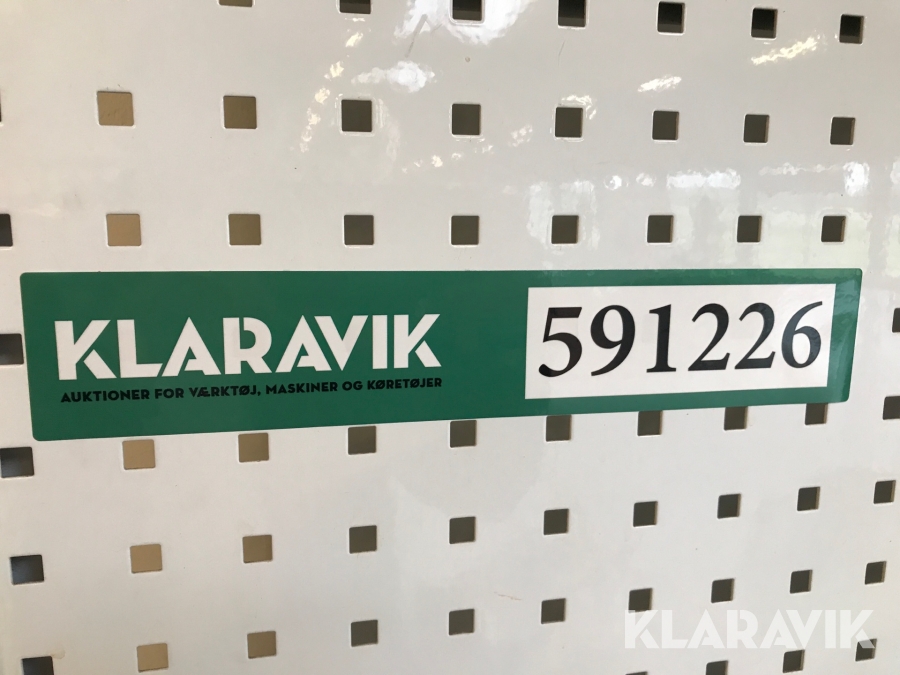 KLARAVIK
AUKTIONER FOR VÆRKTØJ, MASKINER OG KØRETØJER
591226
KLARAVIK